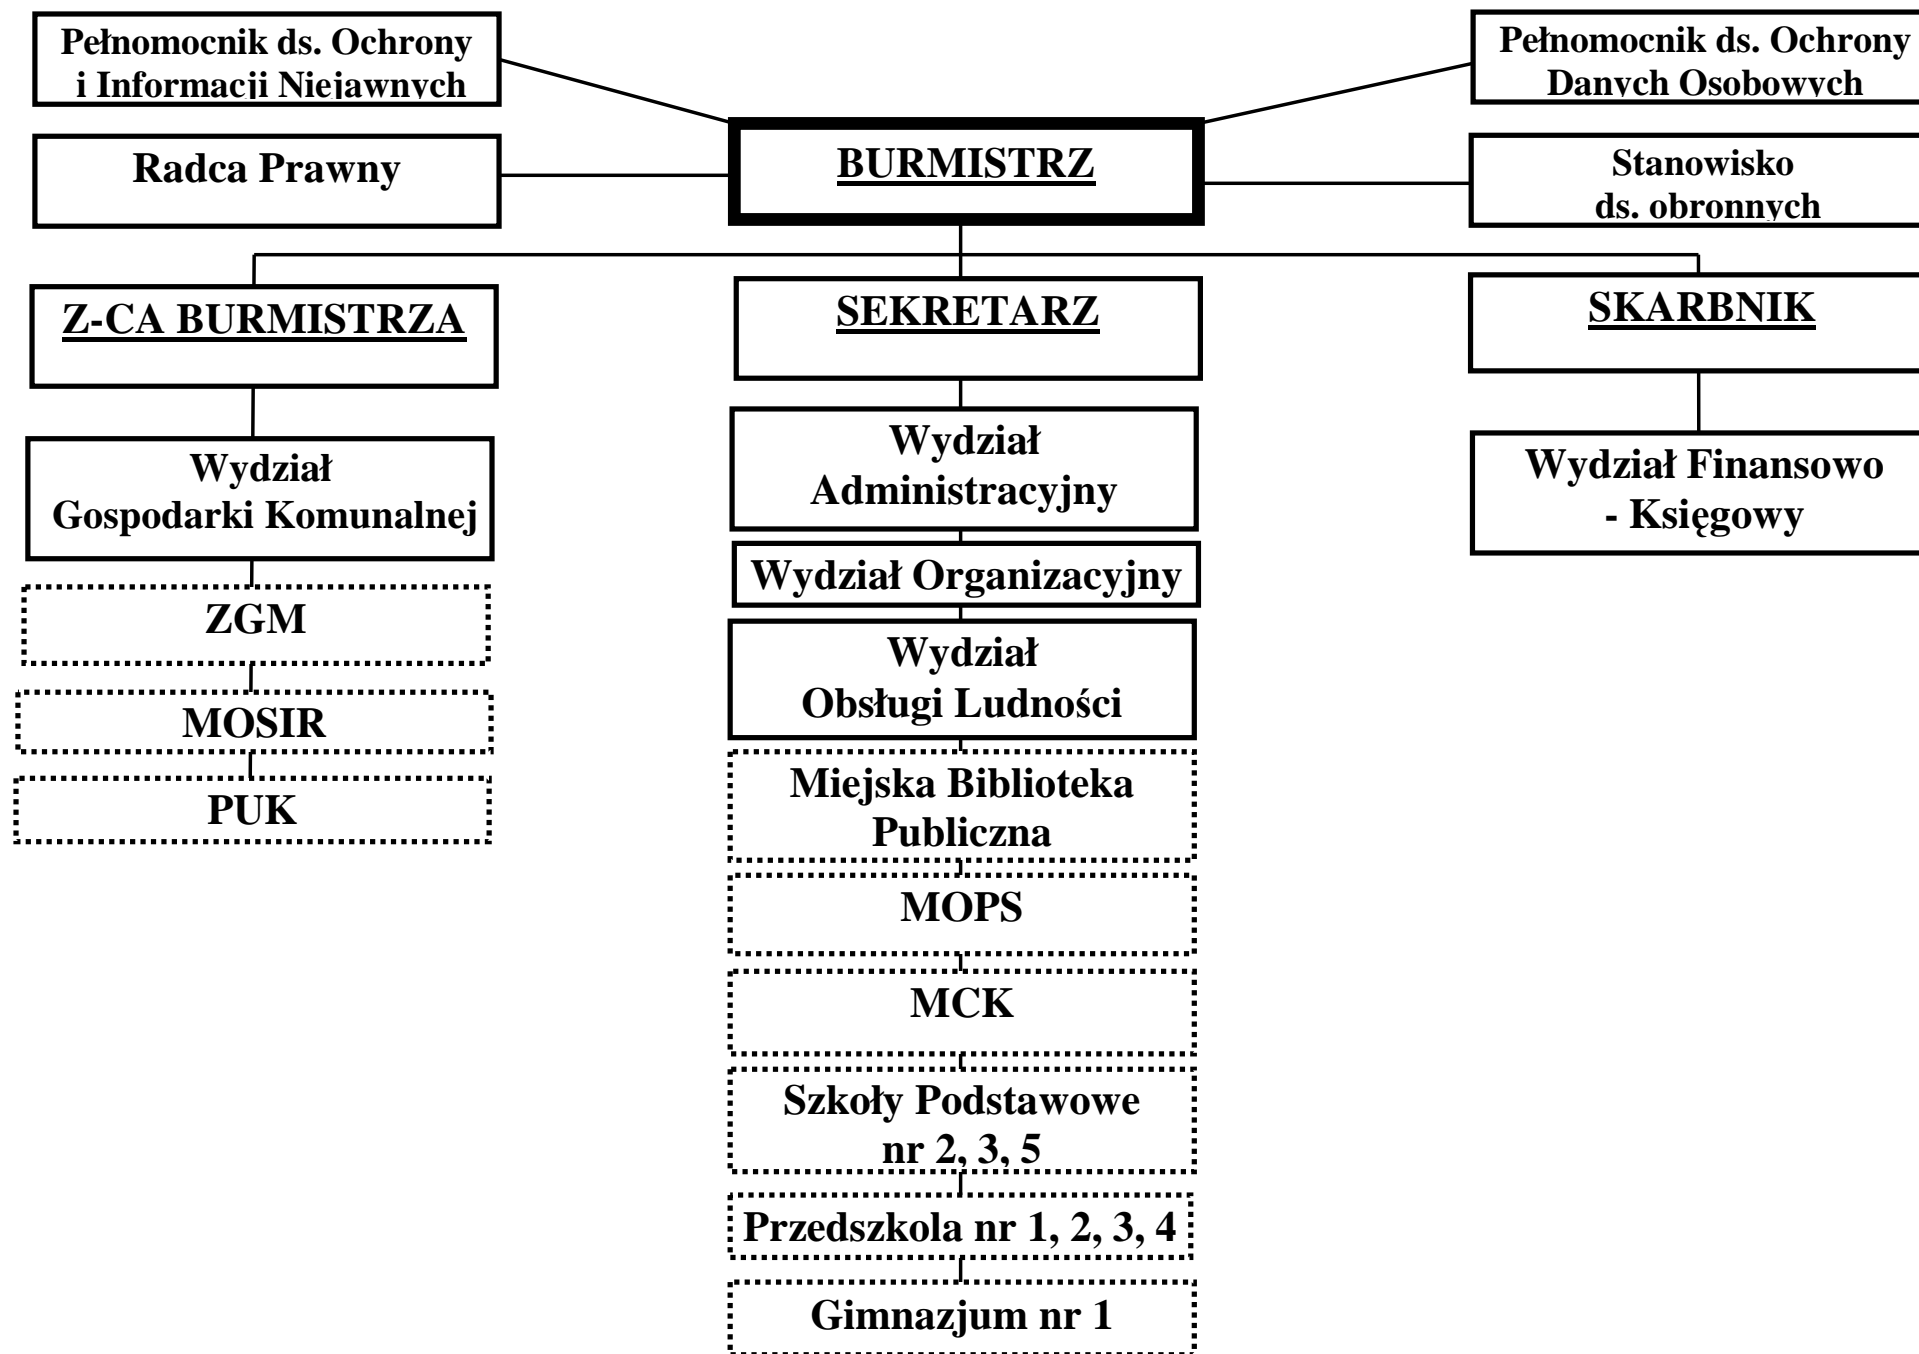 Pełnomocnik ds. Ochrony
i Informacji Niejawnych
Pełnomocnik ds. Ochrony
Danych Osobowych
Radca Prawny
BURMISTRZ
Stanowisko
ds. obronnych
Z-CA BURMISTRZA
SEKRETARZ
SKARBNIK
Wydział
Gospodarki Komunalnej
ZGM
MOSIR
PUK
Wydział
Administracyjny
Wydział Organizacyjny
Wydział
Obsługi Ludności
Miejska Biblioteka
Publiczna
MOPS
MCK
Szkoły Podstawowe
nr 2, 3, 5
Przedszkola nr 1, 2, 3, 4
Gimnazjum nr 1
Wydział Finansowo
- Księgowy